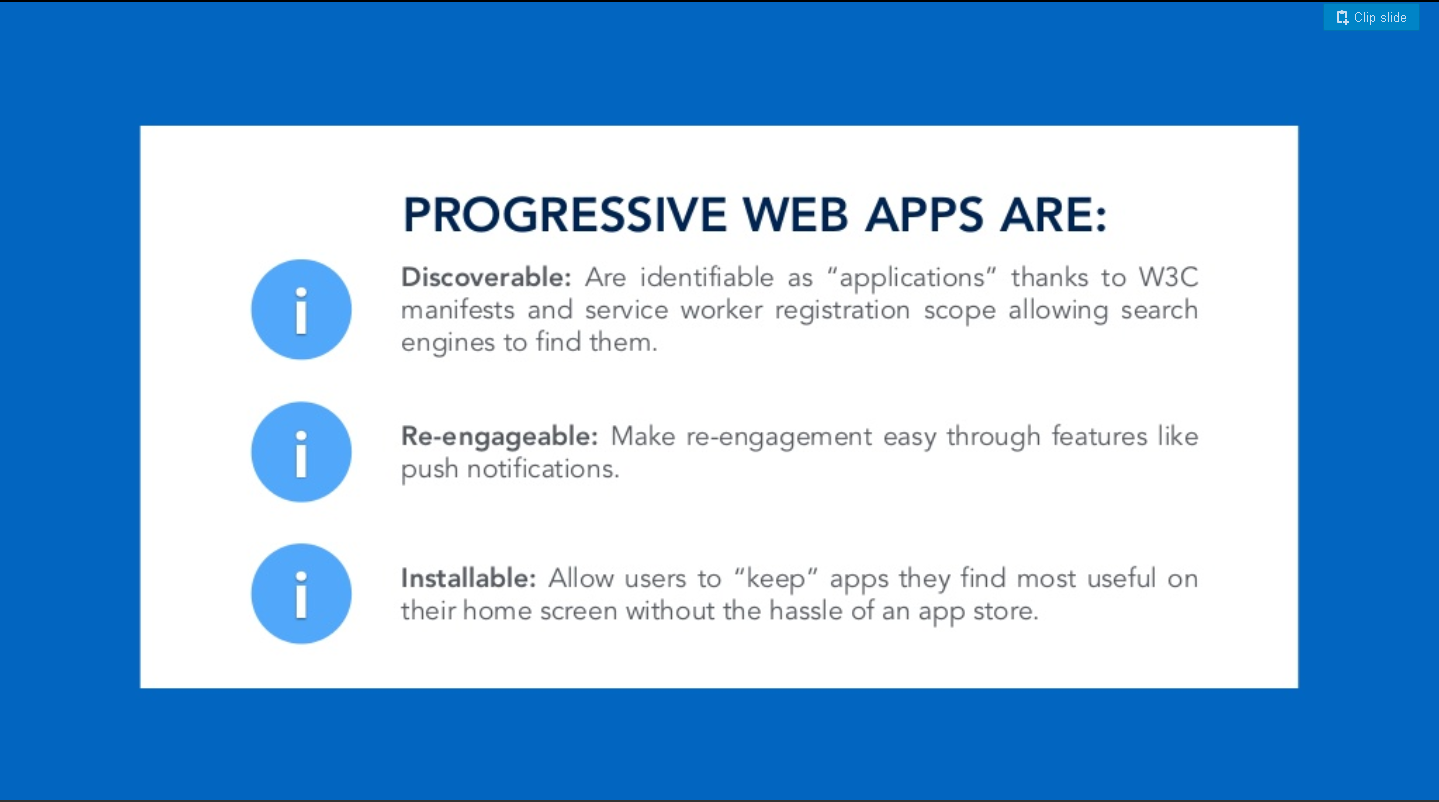 Clip slide
PROGRESSIVE WEB APPS ARE:
Discoverable: Are identifiable as “applications” thanks to W3C
manifests and service worker registration scope allowing search
engines to find them.
Re-engageable: Make re-engagement easy through features like
push notifications.
Installable: Allow users to “keep” apps they find most useful on
their home screen without the hassle of an app store.